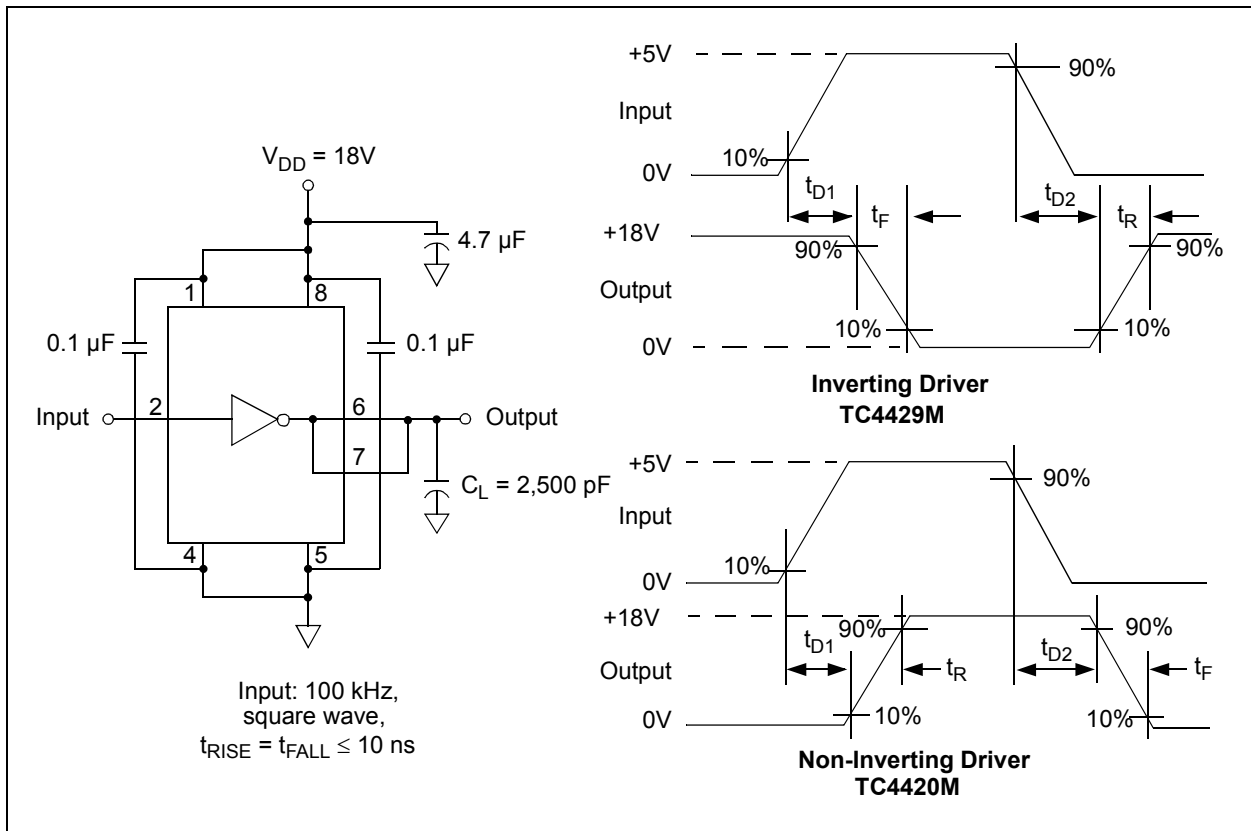 V_DD = 18V
4.7 µF
1
8
0.1 µF
0.1 µF
Input
2
6
Output
7
C_L = 2,500 pF
4
5
Input: 100 kHz,
square wave,
t_RISE = t_FALL ≤ 10 ns
+5V
90%
Input
10%
0V
t_D1
t_F
t_D2
t_R
+18V
90%
90%
Output
10%
10%
0V
Inverting Driver
TC4429M
+5V
90%
Input
10%
0V
+18V
90%
90%
t_D1
t_R
t_D2
t_F
Output
10%
10%
0V
Non-Inverting Driver
TC4420M